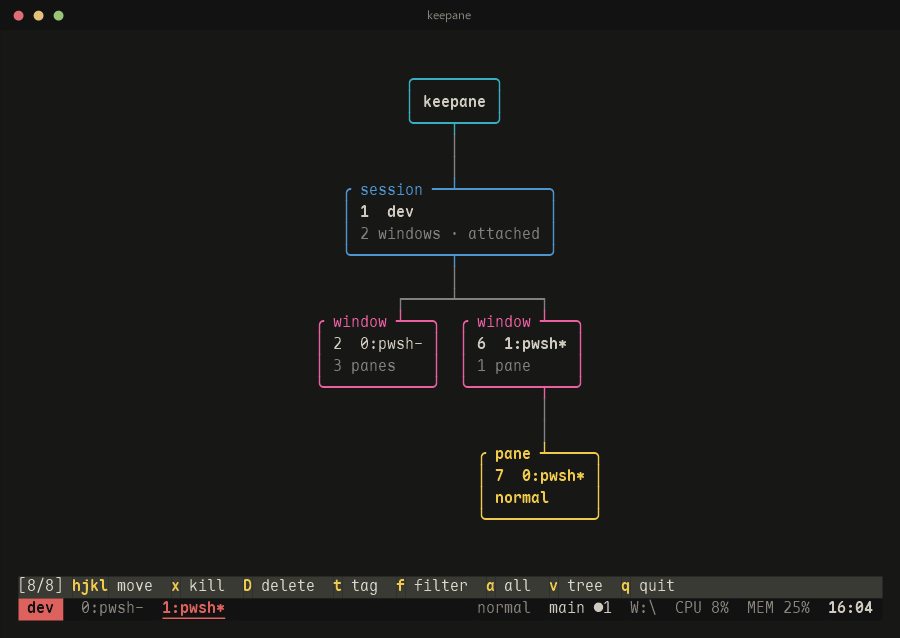 keepane
keepane
session
1 dev
2 windows · attached
window window
2 0:pwsh- 6 1:pwsh*
3 panes 1 pane
pane
7 0:pwsh*
normal
[8/8] hjkl move x kill D delete t tag f filter a all v tree q quit
dev 0:pwsh- 1:pwsh* normal main ●1 W:\ CPU 8% MEM 25% 16:04